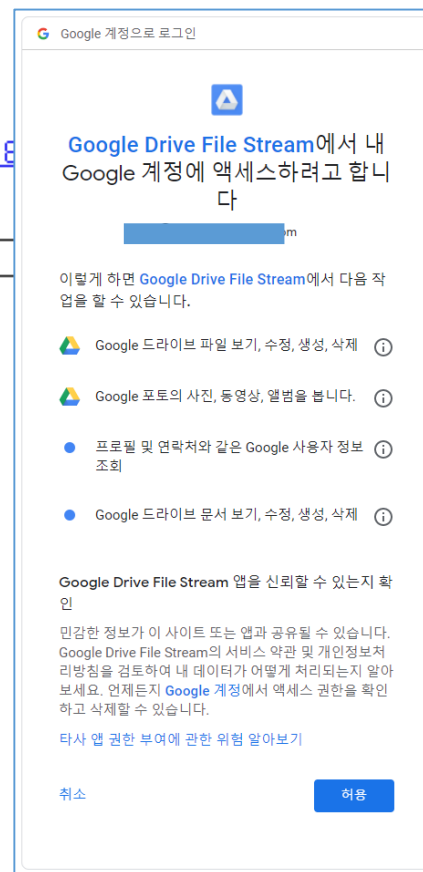 Google 계정으로 로그인
Google Drive File Stream에서 내
Google 계정에 액세스하려고 합니
다
om
이렇게 하면 Google Drive File Stream에서 다음 작
업을 할 수 있습니다.
Google 드라이브 파일 보기, 수정, 생성, 삭제
Google 포토의 사진, 동영상, 앨범을 봅니다.
프로필 및 연락처와 같은 Google 사용자 정보
조회
Google 드라이브 문서 보기, 수정, 생성, 삭제
Google Drive File Stream 앱을 신뢰할 수 있는지 확
인
민감한 정보가 이 사이트 또는 앱과 공유될 수 있습니다.
Google Drive File Stream의 서비스 약관 및 개인정보처
리방침을 검토하여 내 데이터가 어떻게 처리되는지 알아
보세요. 언제든지 Google 계정에서 액세스 권한을 확인
하고 삭제할 수 있습니다.
타사 앱 권한 부여에 관한 위험 알아보기
취소
허용